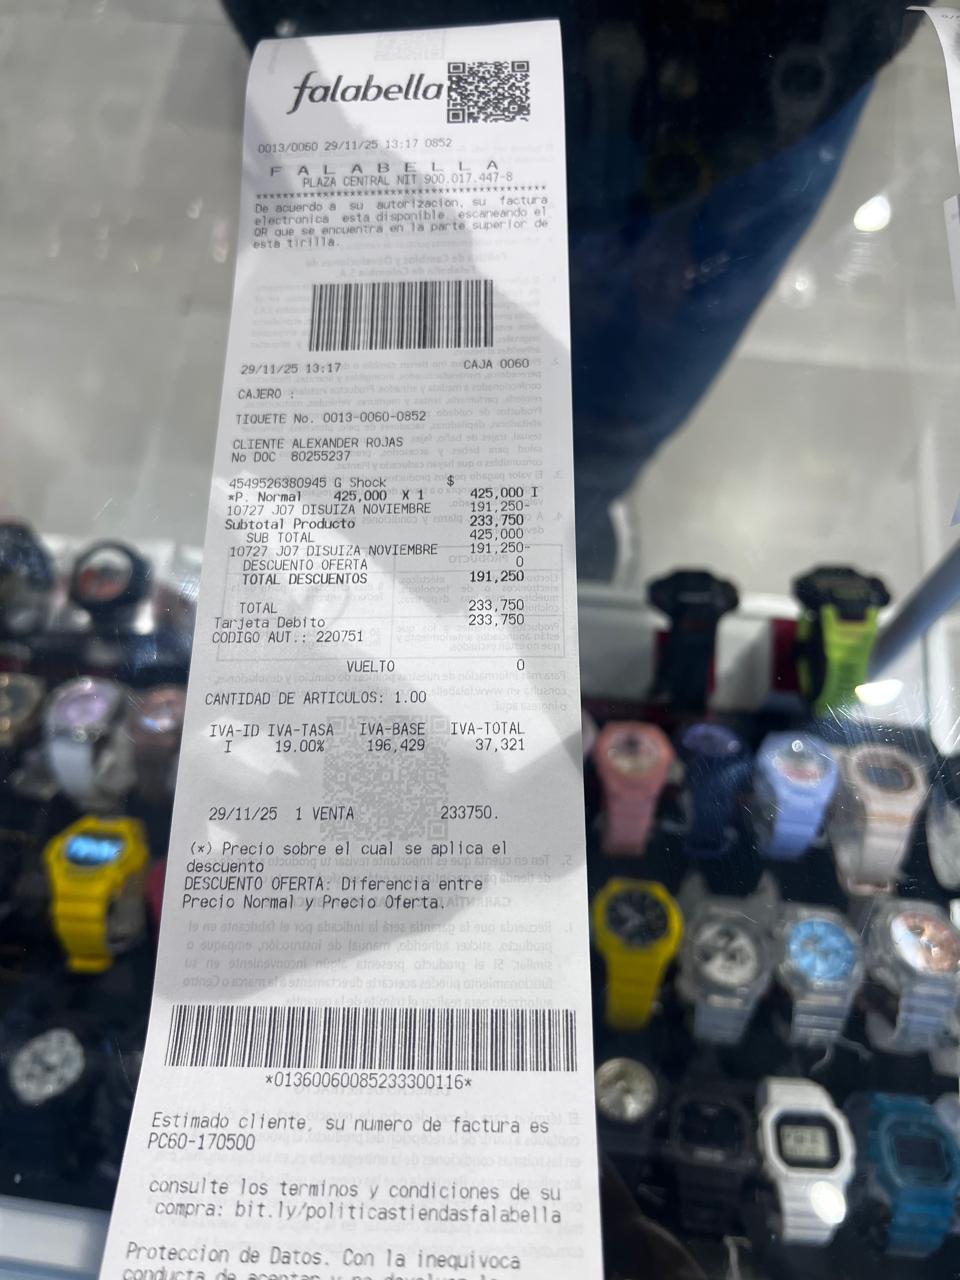 falabella
0013/0060 29/11/25 13:17 0852
F A L A B E L L A
PLAZA CENTRAL NIT 900.017.447-8
****************************************
De acuerdo a su autorizacion, su factura
electronica esta disponible escaneando el
QR que se encuentra en la parte superior de
esta tirilla.
29/11/25 13:17 CAJA 0060
CAJERO :
TIQUETE No. 0013-0060-0852
CLIENTE ALEXANDER ROJAS
No DOC 80255237
4549526380945 G Shock $
*P. Normal 425,000 X 1 425,000 I
10727 J07 DISUIZA NOVIEMBRE 191,250-
Subtotal Producto 233,750
SUB TOTAL 425,000
10727 J07 DISUIZA NOVIEMBRE 191,250-
DESCUENTO OFERTA 0
TOTAL DESCUENTOS 191,250
TOTAL 233,750
Tarjeta Debito 233,750
CODIGO AUT.: 220751
VUELTO 0
CANTIDAD DE ARTICULOS: 1.00
IVA-ID IVA-TASA IVA-BASE IVA-TOTAL
I 19.00% 196,429 37,321
29/11/25 1 VENTA 233750.
(*) Precio sobre el cual se aplica el
descuento
DESCUENTO OFERTA: Diferencia entre
Precio Normal y Precio Oferta.
*01360060085233300116*
Estimado cliente, su numero de factura es
PC60-170500
consulte los terminos y condiciones de su
compra: bit.ly/politicastiendasfalabella
Proteccion de Datos. Con la inequivoca
conducta de aceptar y no devolver la